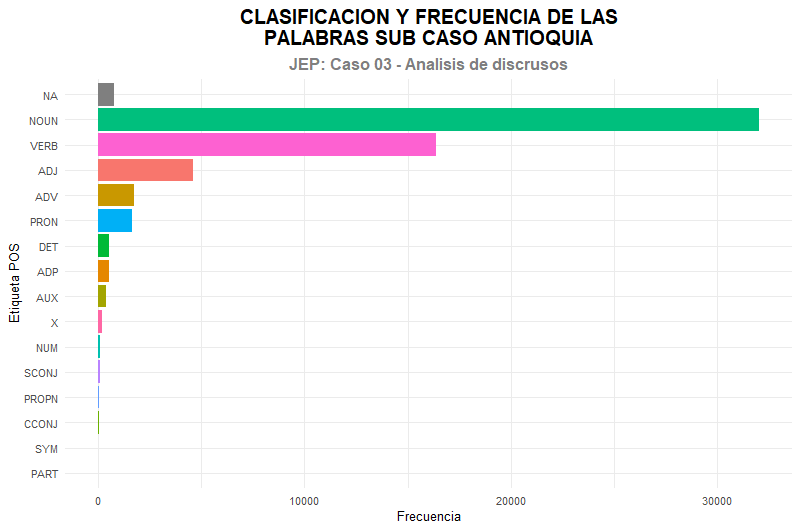 CLASIFICACION Y FRECUENCIA DE LAS
PALABRAS SUB CASO ANTIOQUIA
JEP: Caso 03 - Analisis de discrusos
Etiqueta POS
NA
NOUN
VERB
ADJ
ADV
PRON
DET
ADP
AUX
X
NUM
SCONJ
PROPN
CCONJ
SYM
PART
0 10000 20000 30000
Frecuencia